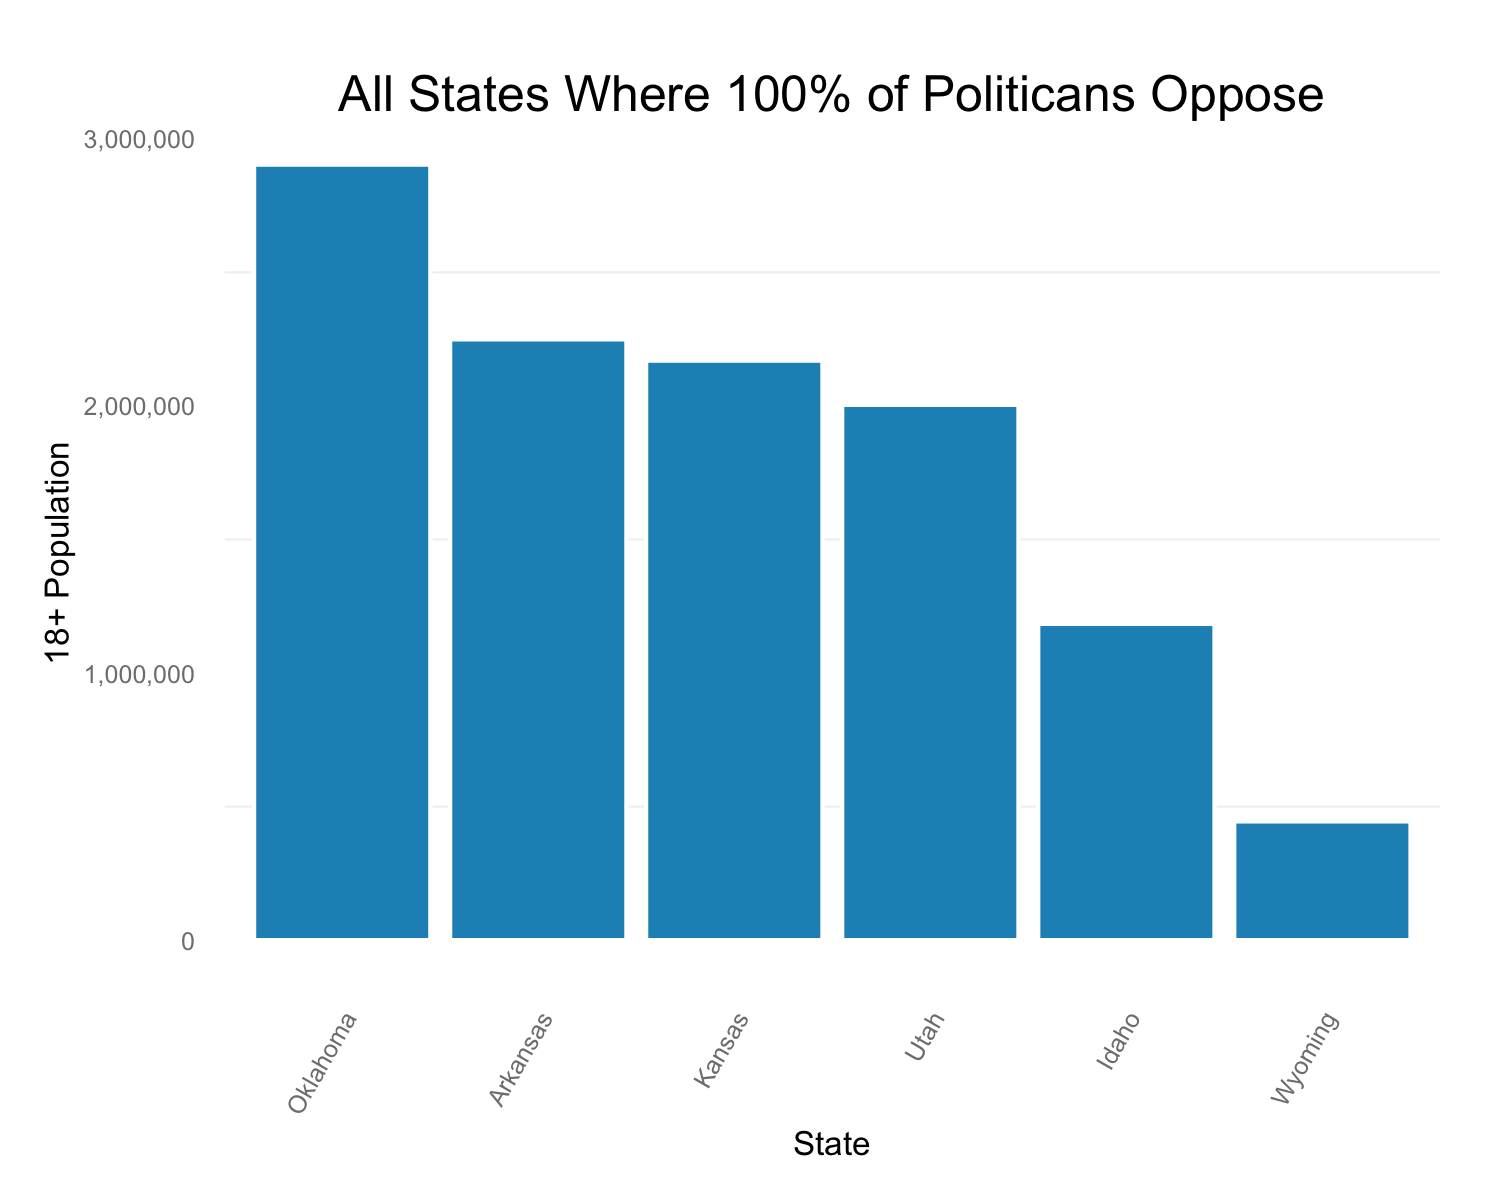 All States Where 100% of Politicans Oppose
3,000,000
2,000,000
1,000,000
0
18+ Population
Oklahoma
Arkansas
Kansas
Utah
Idaho
Wyoming
State